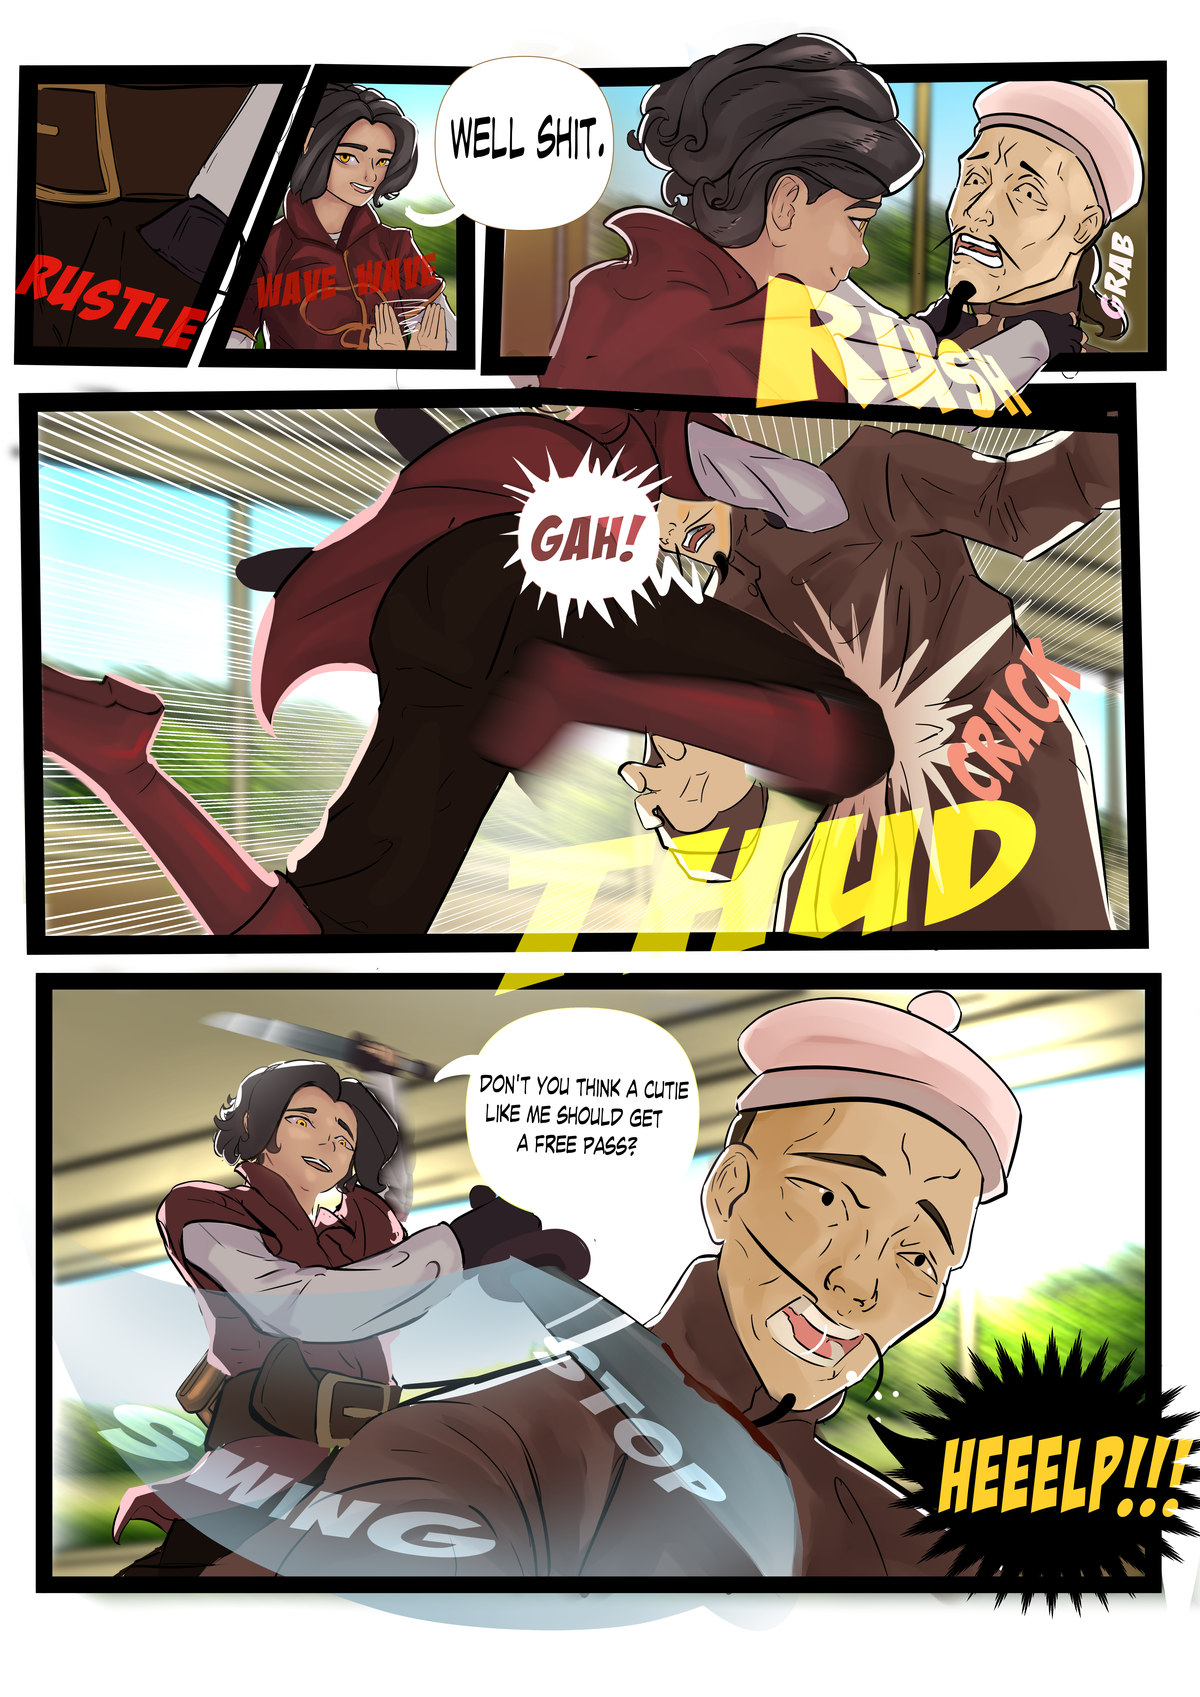 RUSTLE
WAVE WAVE
WELL SHIT.
RUSH
GRAB
GAH!
CRACK
THUD
DON'T YOU THINK A CUTIE
LIKE ME SHOULD GET
A FREE PASS?
SWING
STOP
HEEELP!!!